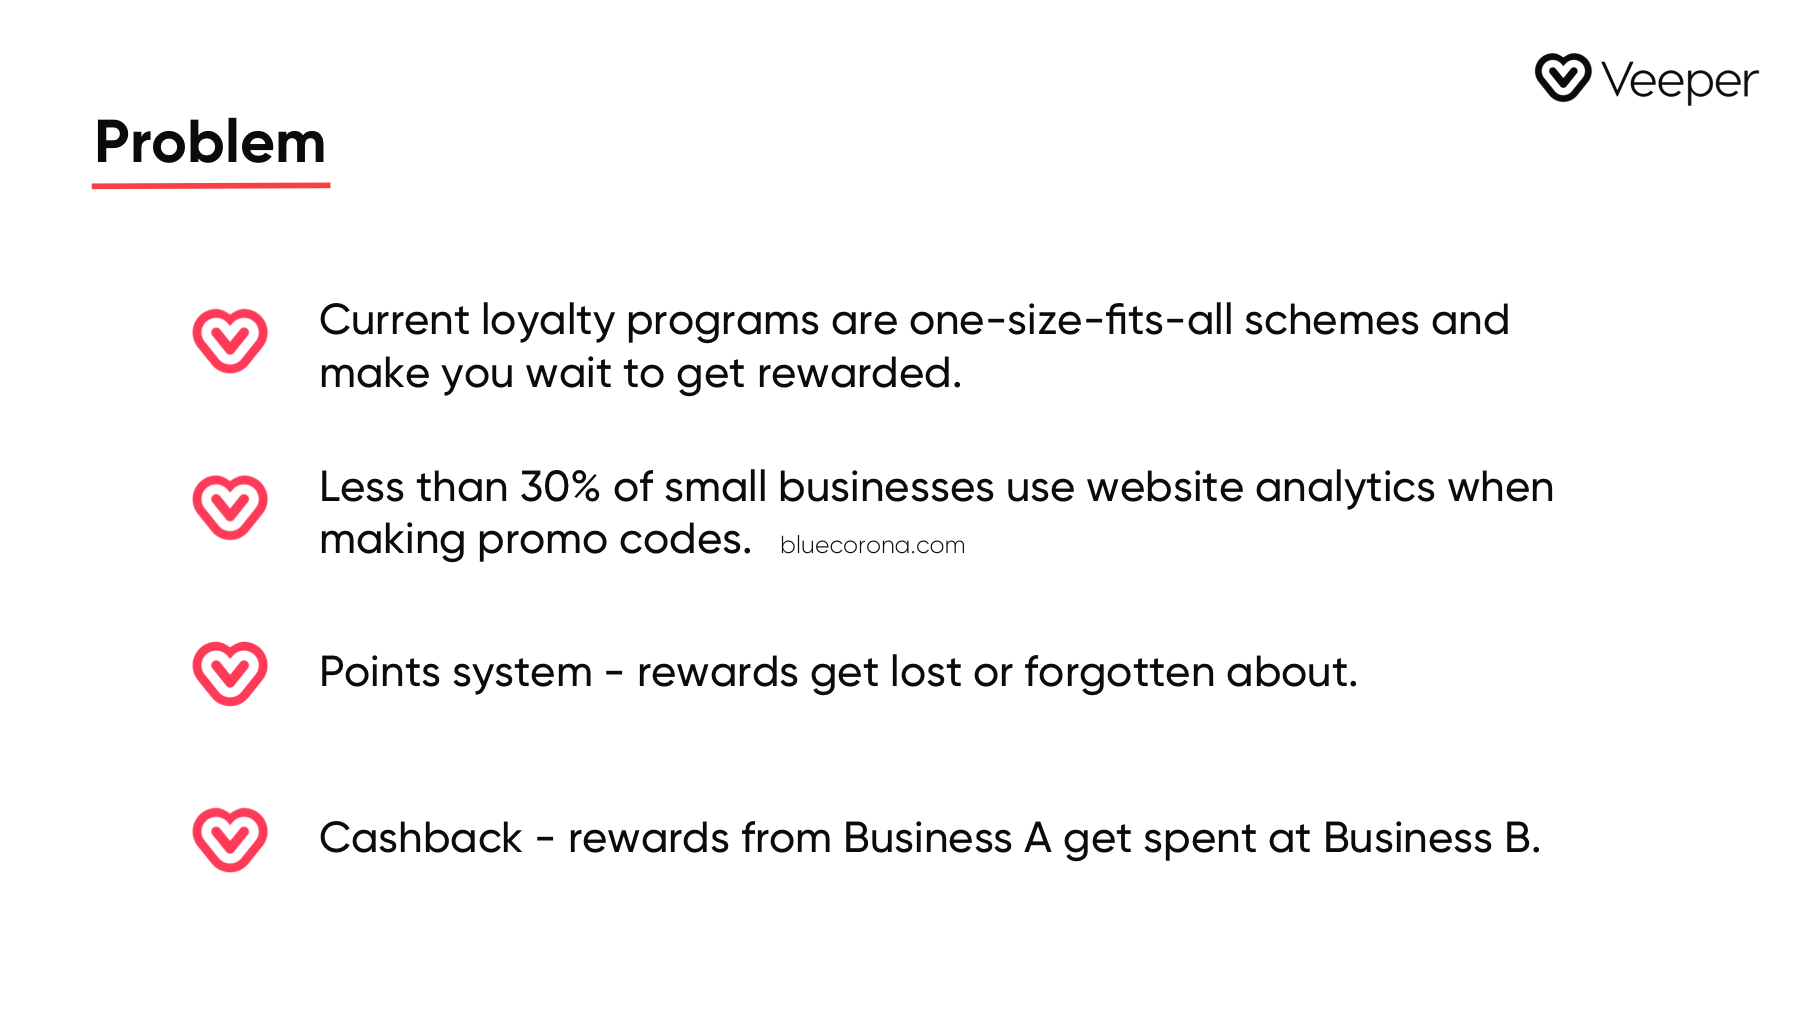 Veeper
Problem
Current loyalty programs are one-size-fits-all schemes and
make you wait to get rewarded.
Less than 30% of small businesses use website analytics when
making promo codes. bluecorona.com
Points system - rewards get lost or forgotten about.
Cashback - rewards from Business A get spent at Business B.